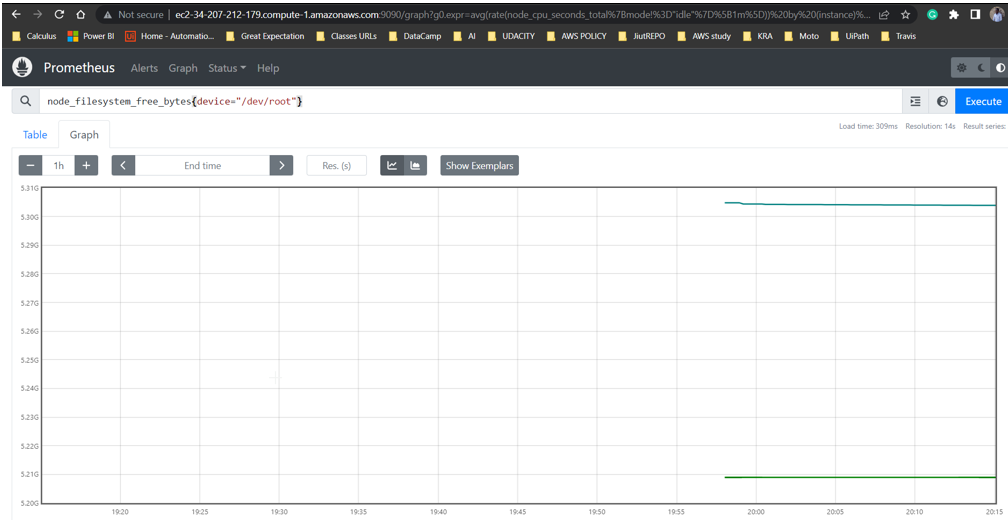 Not secure | ec2-34-207-212-179.compute-1.amazonaws.com:9090/graph?g0.expr=avg(rate(node_cpu_seconds_total%7Bmode!%3D"idle"%7D%5B1m%5D))%20by%20(instance)%...
Calculus Power BI Ui Home - Automatio... Great Expectation Classes URLs DataCamp AI UDACITY AWS POLICY JiutREPO AWS study KRA Moto UiPath Travis
Prometheus Alerts Graph Status Help
node_filesystem_free_bytes{device="/dev/root"} Execute
Load time: 309ms Resolution: 14s Result series:
Table Graph
− 1h + < End time > Res. (s) Show Exemplars
5.31G
5.30G
5.29G
5.28G
5.27G
5.26G
5.25G
5.24G
5.23G
5.22G
5.21G
5.20G
19:20 19:25 19:30 19:35 19:40 19:45 19:50 19:55 20:00 20:05 20:10 20:15